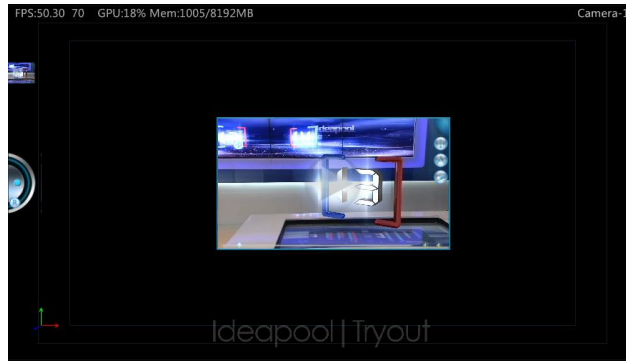 FPS:50.30 70 GPU:18% Mem:1005/8192MB
Camera-1
Ideapool
Ideapool | Tryout